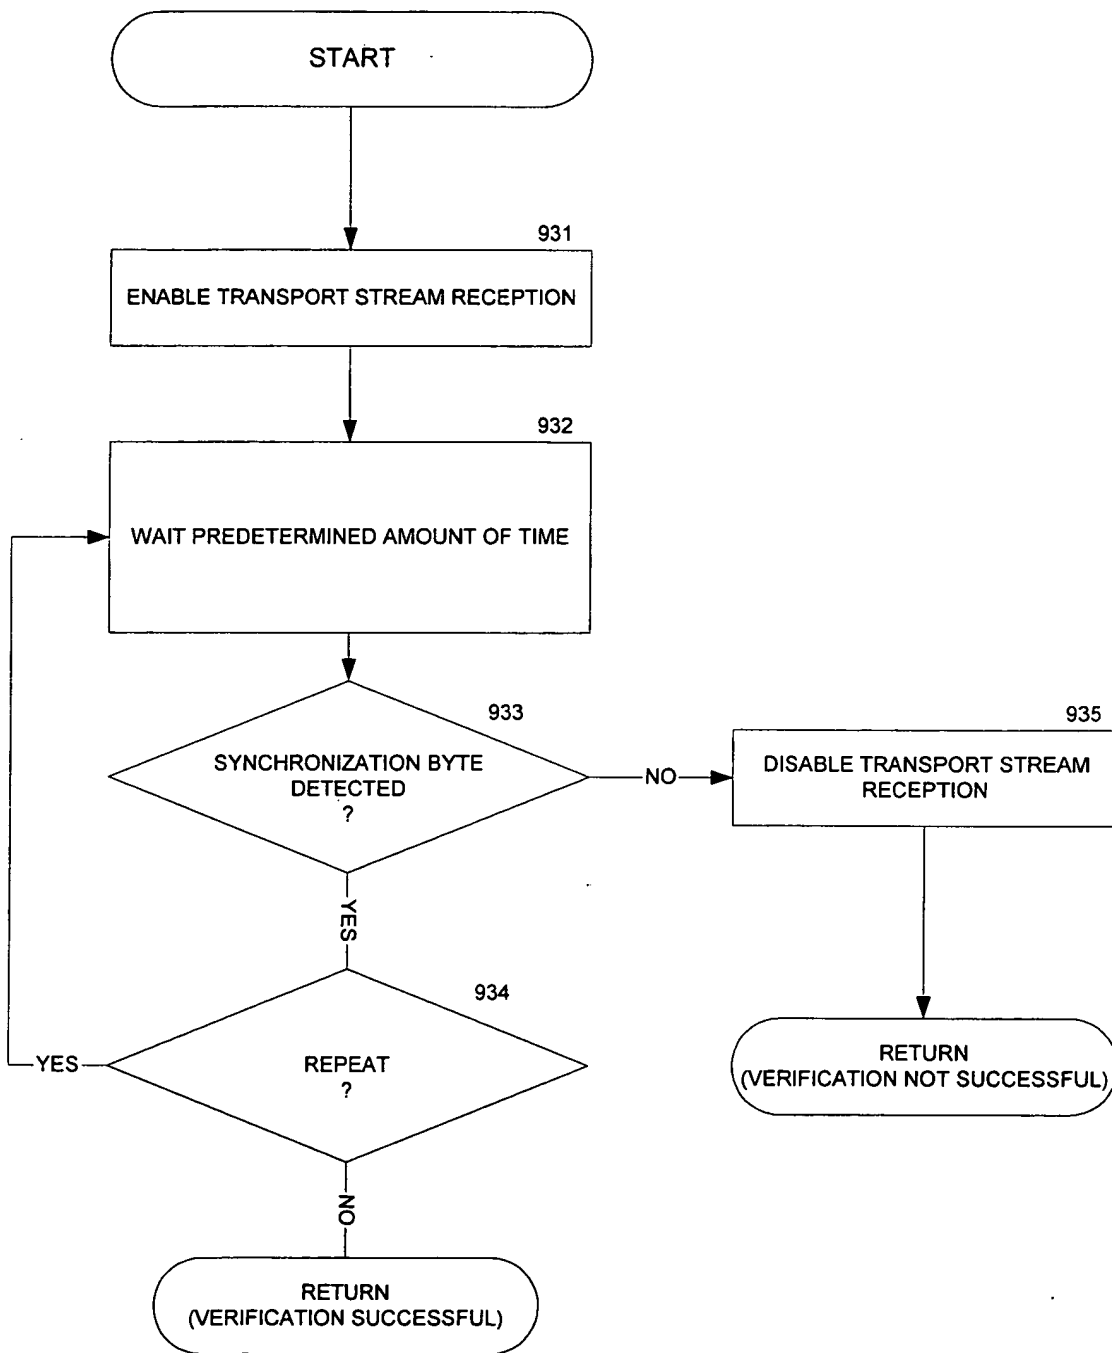 START
931
ENABLE TRANSPORT STREAM RECEPTION
932
WAIT PREDETERMINED AMOUNT OF TIME
933
SYNCHRONIZATION BYTE
DETECTED
?
NO
935
DISABLE TRANSPORT STREAM
RECEPTION
YES
934
REPEAT
?
YES
RETURN
(VERIFICATION NOT SUCCESSFUL)
NO
RETURN
(VERIFICATION SUCCESSFUL)